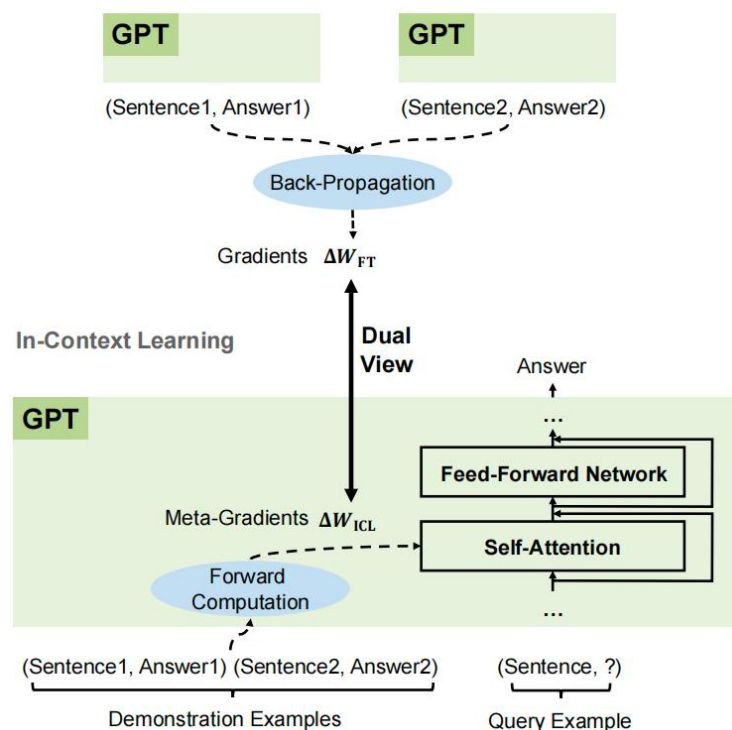 GPT
GPT
(Sentence1, Answer1)
(Sentence2, Answer2)
Back-Propagation
Gradients ΔW_FT
In-Context Learning
Dual
View
Answer
...
GPT
Feed-Forward Network
Meta-Gradients ΔW_ICL
Self-Attention
Forward
Computation
...
(Sentence1, Answer1) (Sentence2, Answer2)
(Sentence, ?)
Demonstration Examples
Query Example